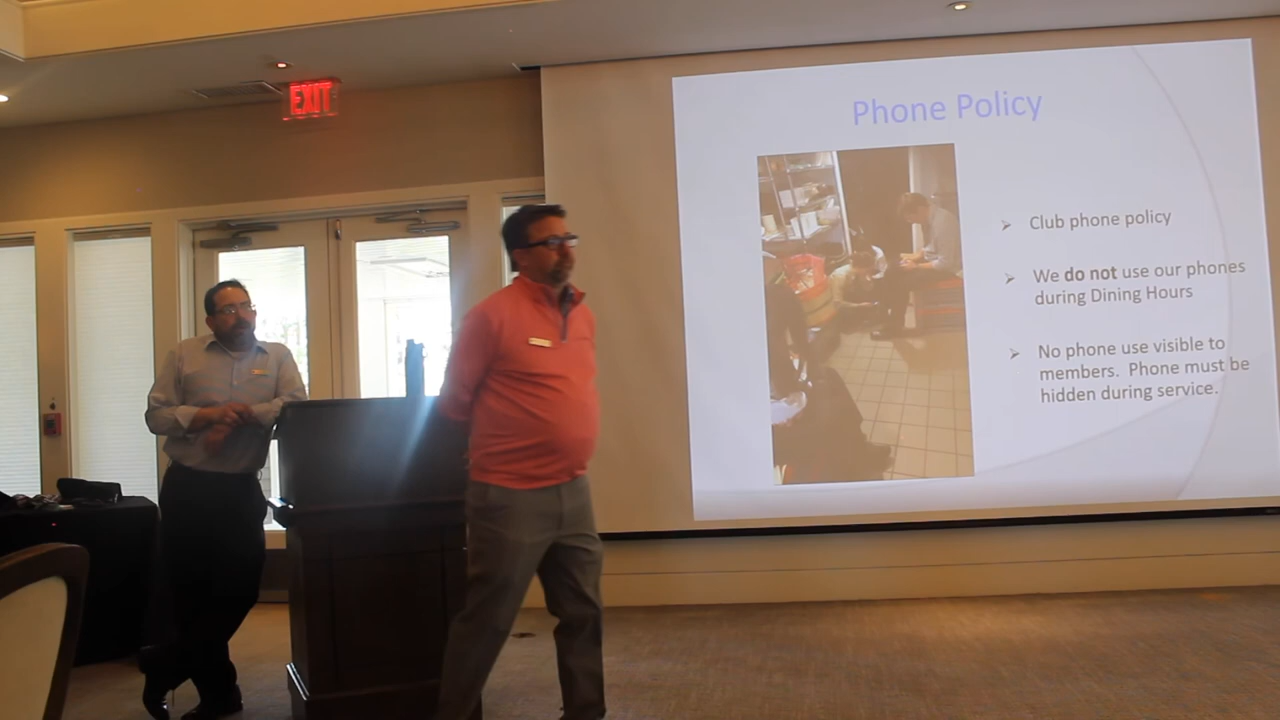 EXIT
Phone Policy
Club phone policy
We do not use our phones
during Dining Hours
No phone use visible to
members. Phone must be
hidden during service.